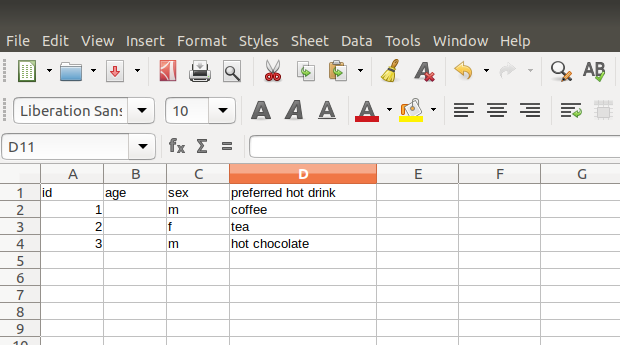 File Edit View Insert Format Styles Sheet Data Tools Window Help
Liberation Sans 10 A A A A
D11 fx Σ =
A B C D E F G
1 id age sex preferred hot drink
2 1 m coffee
3 2 f tea
4 3 m hot chocolate
5
6
7
8
9
10